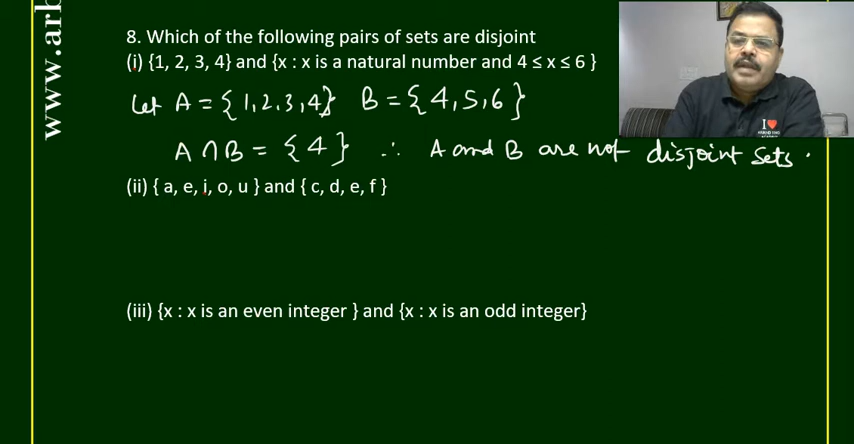 www.arb
8. Which of the following pairs of sets are disjoint
(i) {1, 2, 3, 4} and {x : x is a natural number and 4 ≤ x ≤ 6 }
Let A = {1,2,3,4} B = {4,5,6}
A ∩ B = {4} ∴ A and B are not disjoint sets.
(ii) { a, e, i, o, u } and { c, d, e, f }
(iii) {x : x is an even integer } and {x : x is an odd integer}
I ❤